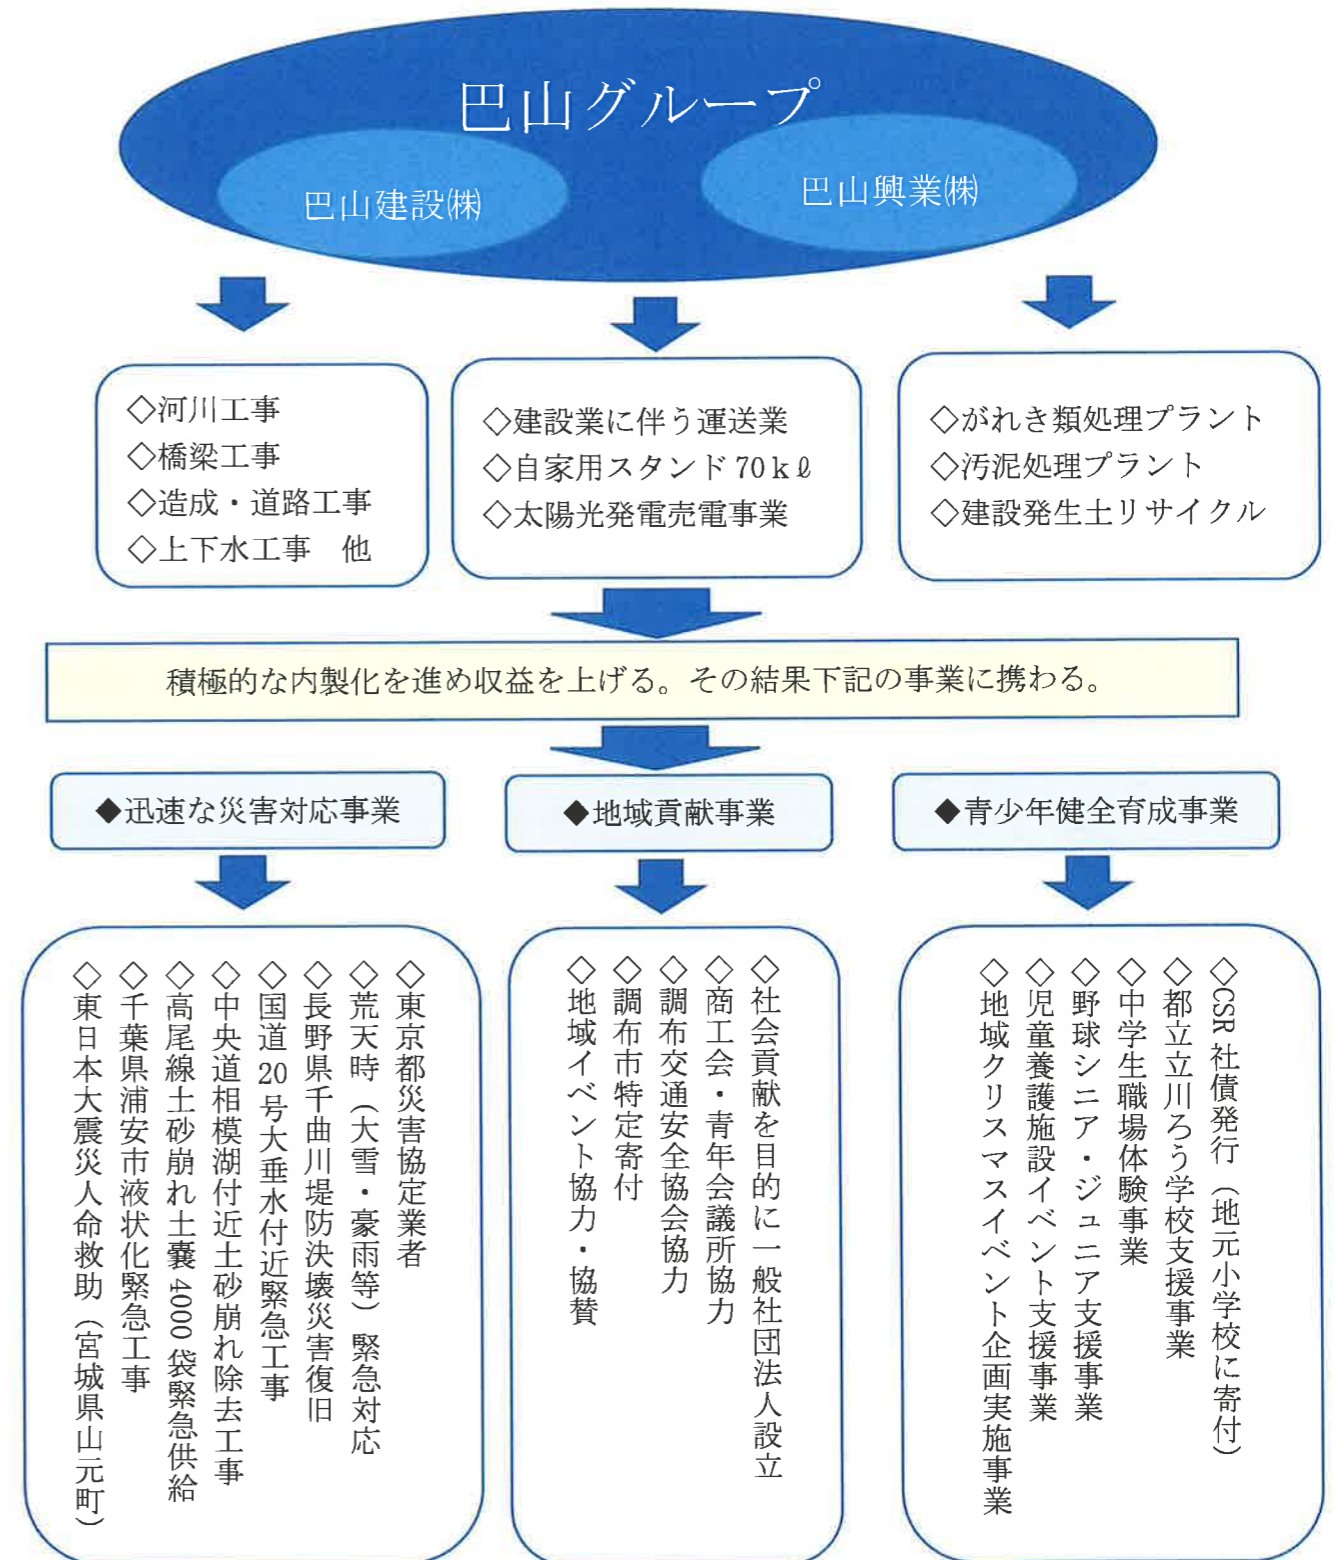 巴山グループ
巴山建設㈱
巴山興業㈱
◇河川工事
◇橋梁工事
◇造成・道路工事
◇上下水工事　他
◇建設業に伴う運送業
◇自家用スタンド 70ｋℓ
◇太陽光発電売電事業
◇がれき類処理プラント
◇汚泥処理プラント
◇建設発生土リサイクル
積極的な内製化を進め収益を上げる。その結果下記の事業に携わる。
◆迅速な災害対応事業
◆地域貢献事業
◆青少年健全育成事業
◇東京都災害協定業者
◇荒天時（大雪・豪雨等）緊急対応
◇長野県千曲川堤防決壊災害復旧
◇国道 20 号大垂水付近緊急工事
◇中央道相模湖付近土砂崩れ除去工事
◇高尾線土砂崩れ土嚢 4000 袋緊急供給
◇千葉県浦安市液状化緊急工事
◇東日本大震災人命救助（宮城県山元町）
◇社会貢献を目的に一般社団法人設立
◇商工会・青年会議所協力
◇調布交通安全協会協力
◇調布市特定寄付
◇地域イベント協力・協賛
◇CSR 社債発行（地元小学校に寄付）
◇都立立川ろう学校支援事業
◇中学生職場体験事業
◇野球シニア・ジュニア支援事業
◇児童養護施設イベント支援事業
◇地域クリスマスイベント企画実施事業